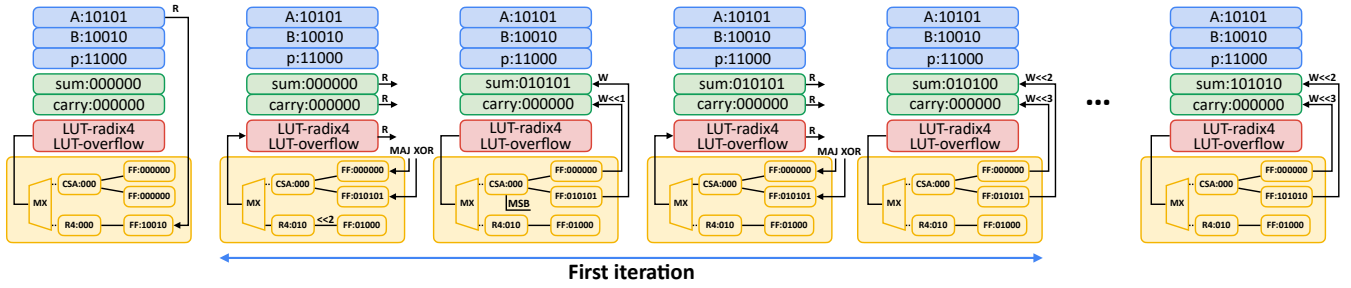 A:10101
R
B:10010
p:11000
sum:000000
carry:000000
LUT-radix4
LUT-overflow
MX
CSA:000
FF:000000
FF:000000
R4:000
FF:10010
A:10101
B:10010
p:11000
sum:000000
R
carry:000000
R
LUT-radix4
LUT-overflow
R
MAJ XOR
MX
CSA:000
FF:000000
FF:010101
R4:010
<<2
FF:01000
A:10101
B:10010
p:11000
sum:010101
W
carry:000000
W<<1
LUT-radix4
LUT-overflow
MX
CSA:000
FF:000000
FF:010101
MSB
R4:010
FF:01000
A:10101
B:10010
p:11000
sum:010101
R
carry:000000
R
LUT-radix4
LUT-overflow
R
MAJ XOR
MX
CSA:000
FF:000000
FF:010101
R4:010
FF:01000
A:10101
B:10010
p:11000
sum:010100
W<<2
carry:000000
W<<3
LUT-radix4
LUT-overflow
MX
CSA:000
FF:000000
FF:010101
R4:010
FF:01000
...
A:10101
B:10010
p:11000
sum:101010
W<<2
carry:000000
W<<3
LUT-radix4
LUT-overflow
MX
CSA:000
FF:000000
FF:101010
R4:010
FF:01000
First iteration